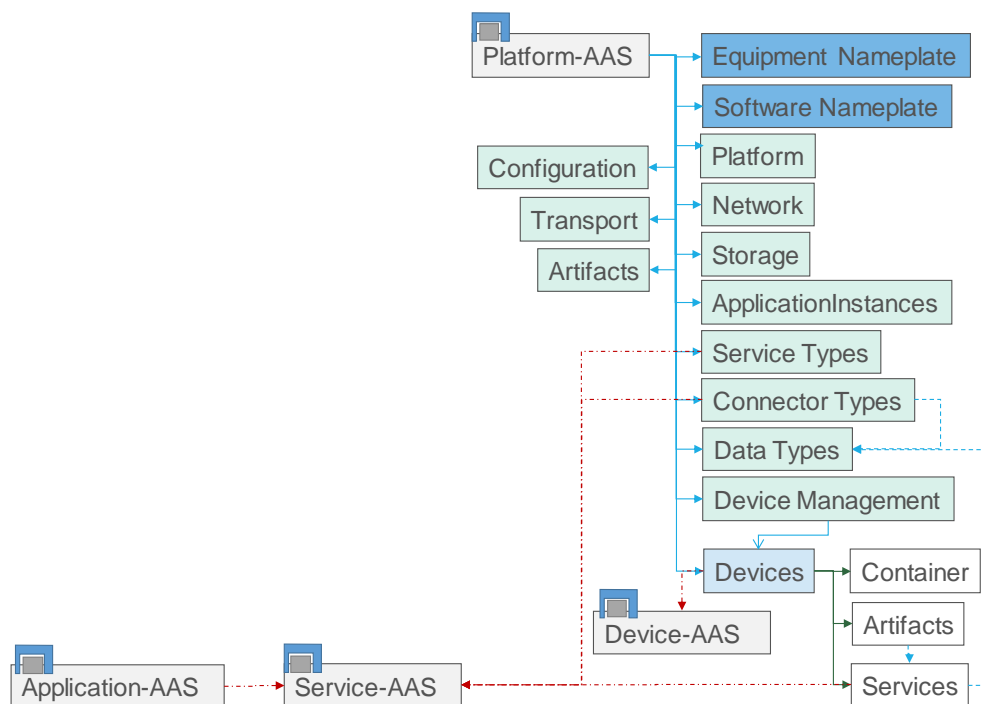 Platform-AAS
Equipment Nameplate
Software Nameplate
Platform
Configuration
Network
Transport
Storage
Artifacts
ApplicationInstances
Service Types
Connector Types
Data Types
Device Management
Devices
Container
Device-AAS
Artifacts
Application-AAS
Service-AAS
Services